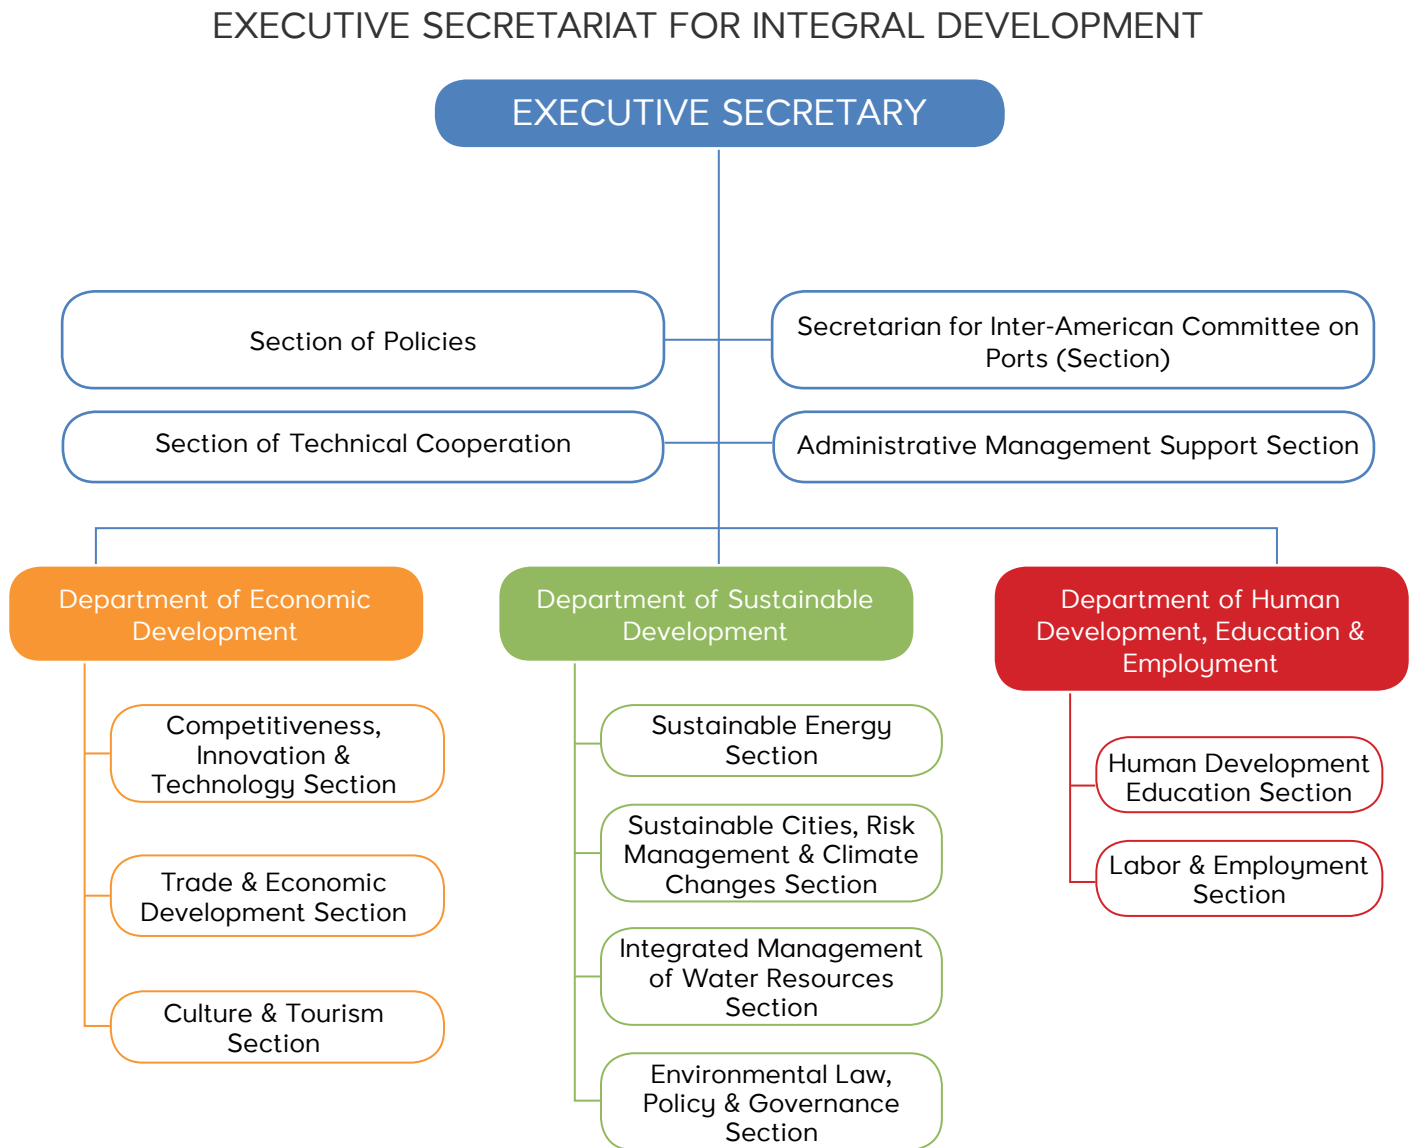 EXECUTIVE SECRETARIAT FOR INTEGRAL DEVELOPMENT
EXECUTIVE SECRETARY
Section of Policies
Secretarian for Inter-American Committee on
Ports (Section)
Section of Technical Cooperation
Administrative Management Support Section
Department of Economic
Development
Department of Sustainable
Development
Department of Human
Development, Education &
Employment
Competitiveness,
Innovation &
Technology Section
Trade & Economic
Development Section
Culture & Tourism
Section
Sustainable Energy
Section
Sustainable Cities, Risk
Management & Climate
Changes Section
Integrated Management
of Water Resources
Section
Environmental Law,
Policy & Governance
Section
Human Development
Education Section
Labor & Employment
Section